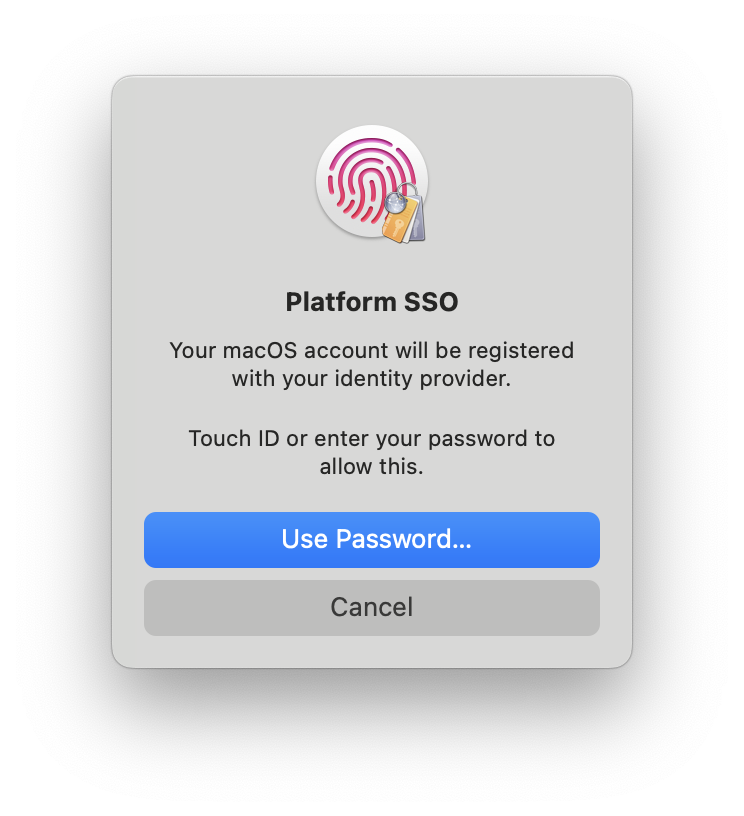 Platform SSO
Your macOS account will be registered
with your identity provider.
Touch ID or enter your password to
allow this.
Use Password...
Cancel